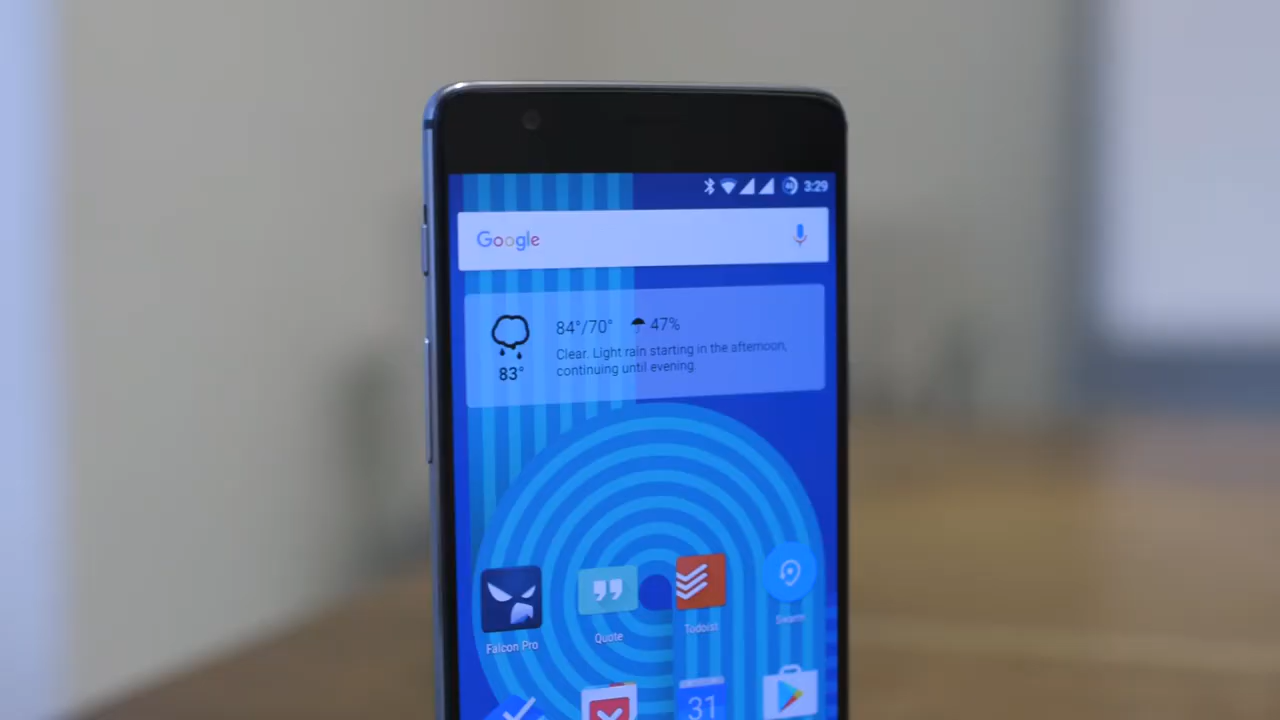 3:29
Google
84°/70° 47%
Clear. Light rain starting in the afternoon,
continuing until evening.
83°
Falcon Pro
Quote
Todoist
Swarm
31